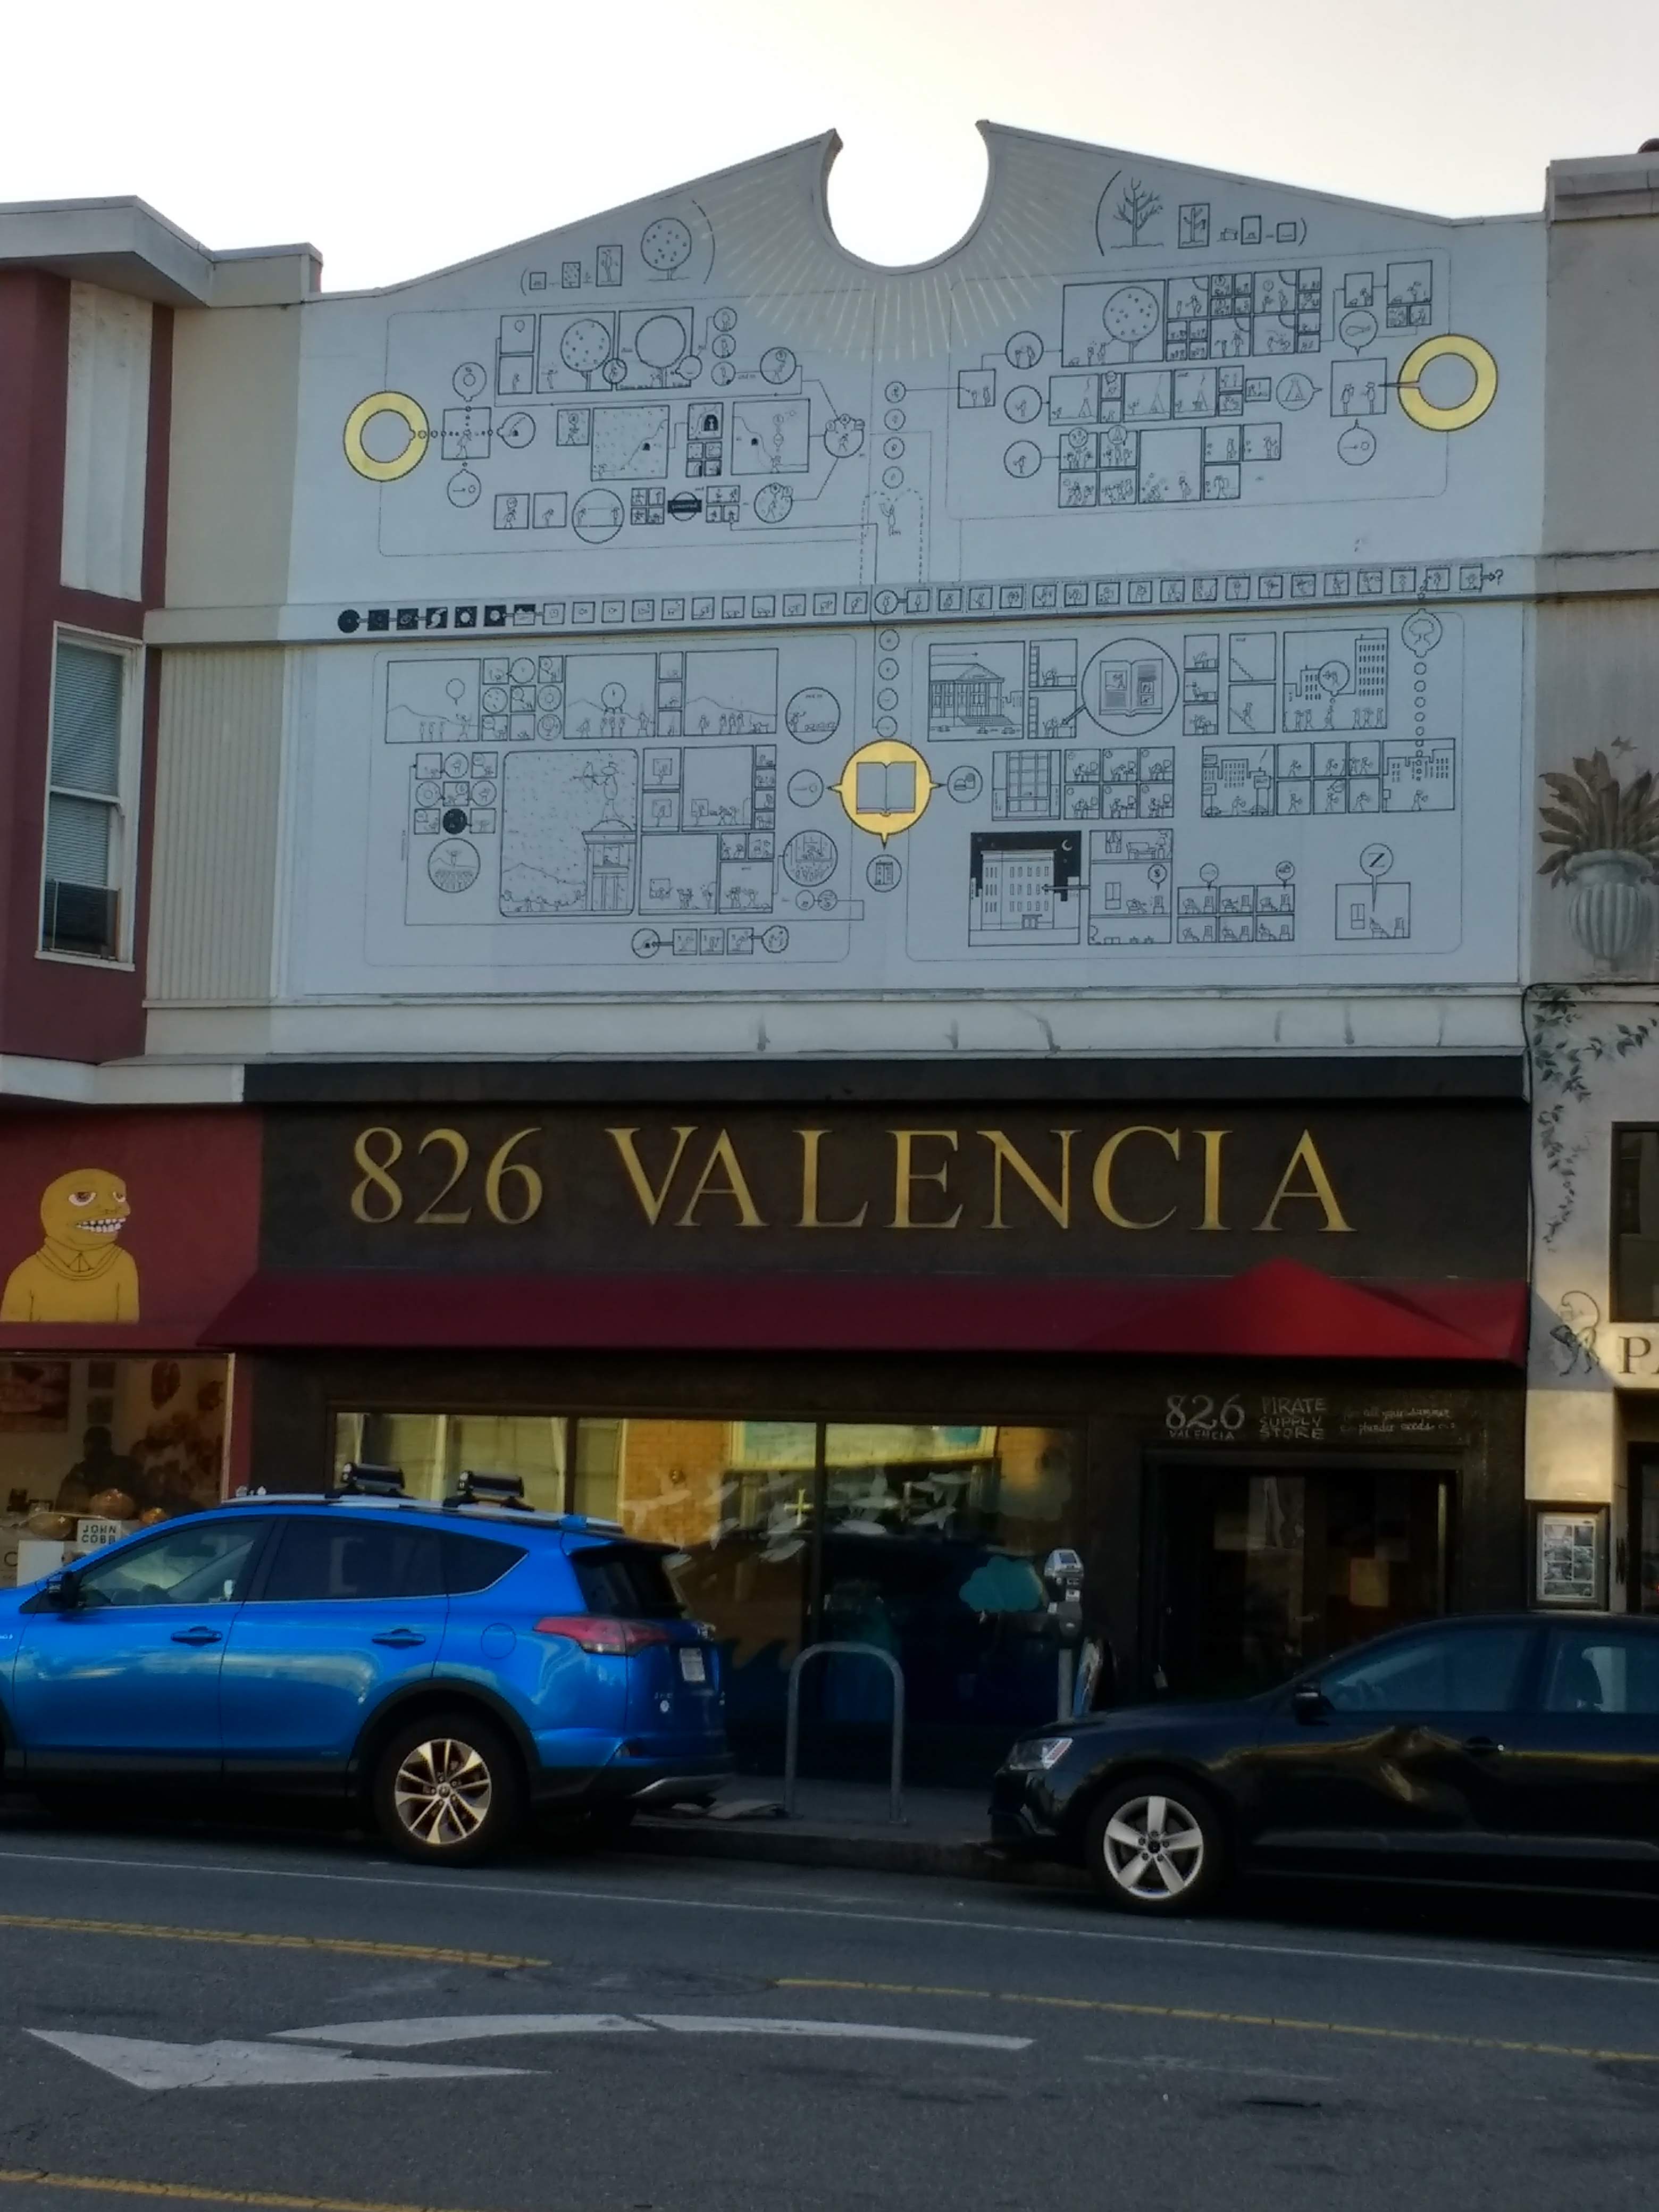 826 VALENCIA
826
VALENCIA
PIRATE
SUPPLY
STORE
JOHN
COBB
P
Z
$
?